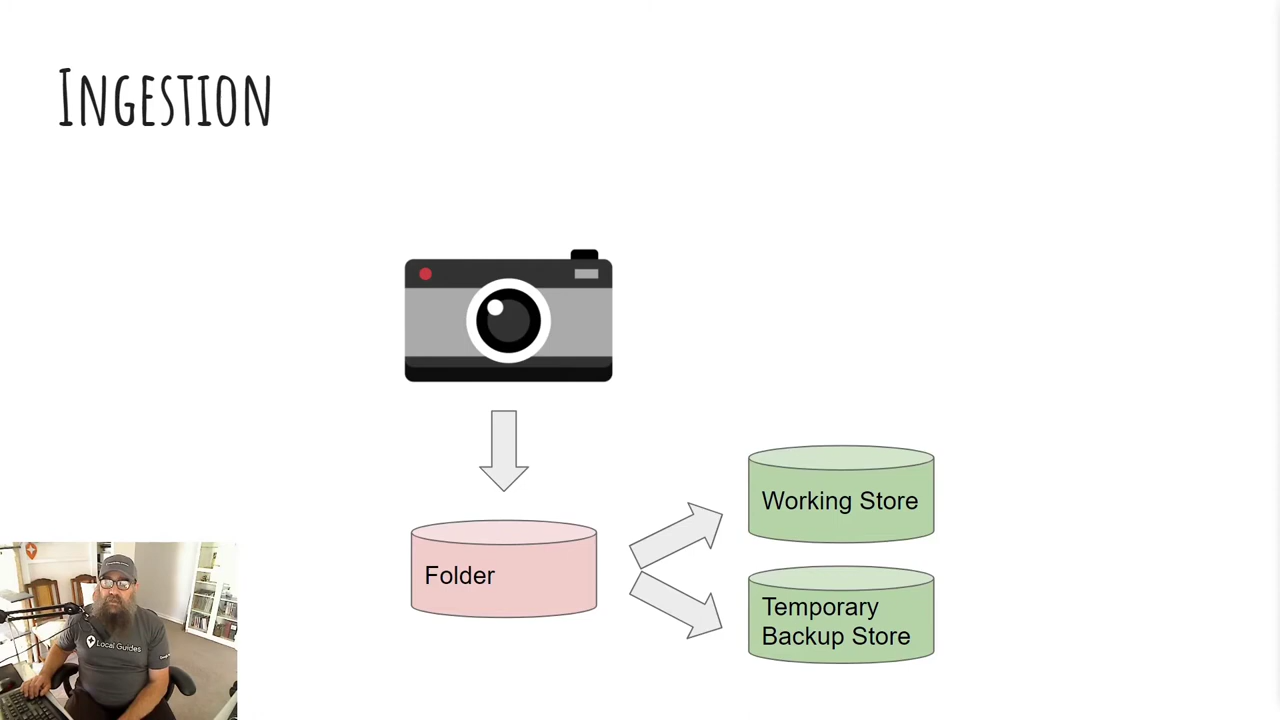 Ingestion
Folder
Working Store
Temporary
Backup Store
Local Guides